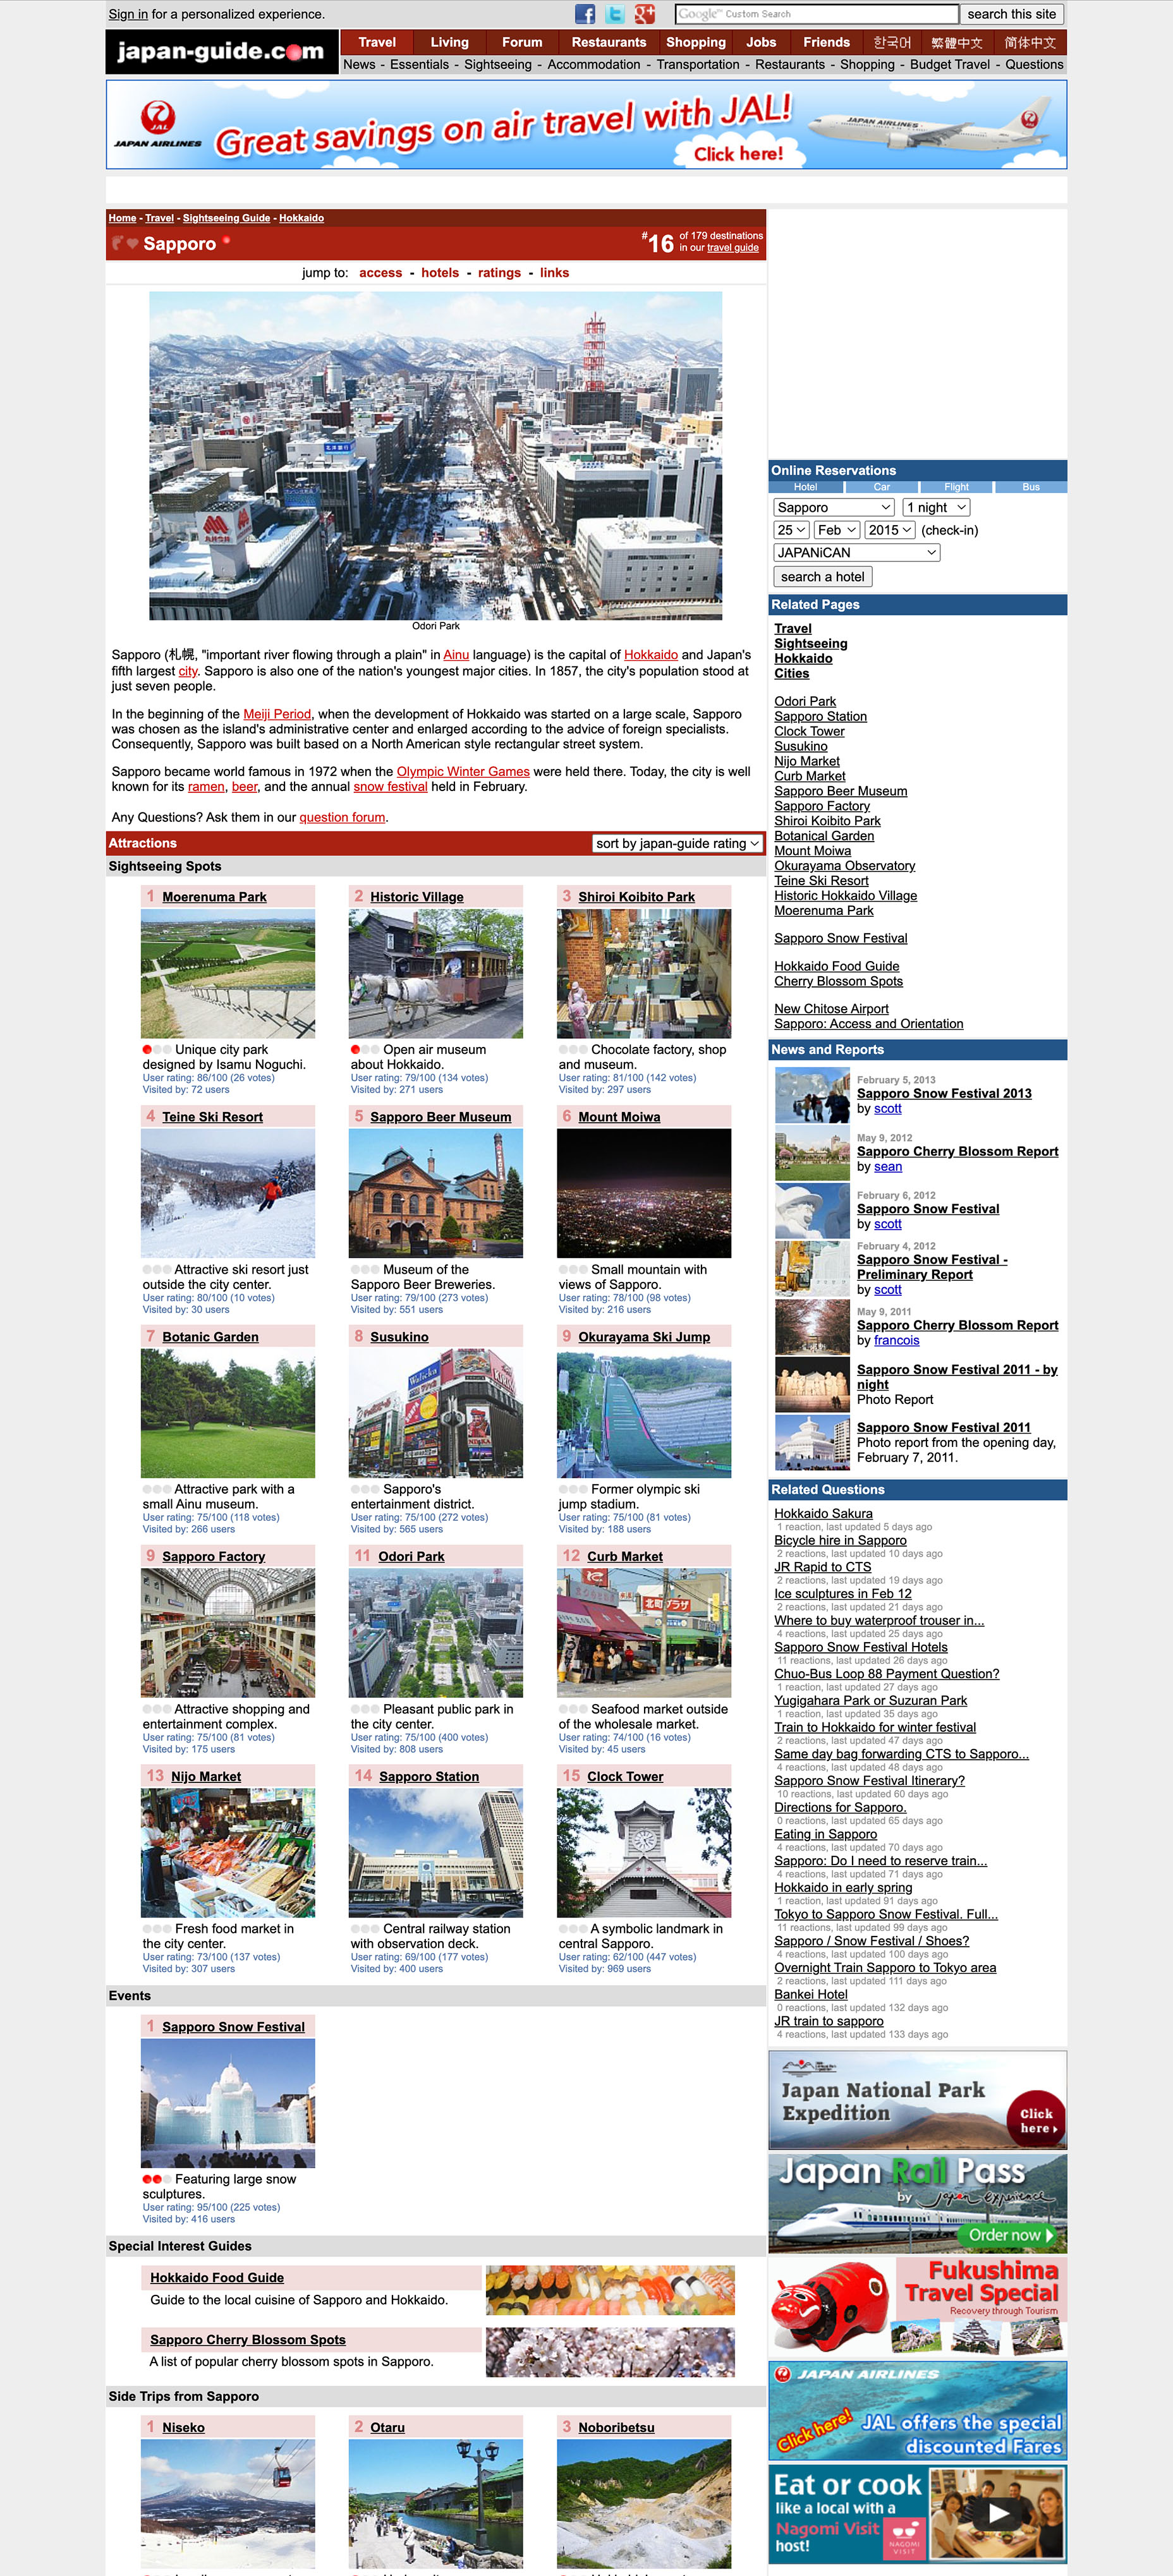 Sign in for a personalized experience.
Google™ Custom Search
search this site
japan-guide.com
Travel Living Forum Restaurants Shopping Jobs Friends 한국어 繁體中文 简体中文
News - Essentials - Sightseeing - Accommodation - Transportation - Restaurants - Shopping - Budget Travel - Questions
JAL
JAPAN AIRLINES
Great savings on air travel with JAL!
Click here!
JAPAN AIRLINES
Home - Travel - Sightseeing Guide - Hokkaido
Sapporo
#16 of 179 destinations
in our travel guide
jump to: access - hotels - ratings - links
Odori Park
Sapporo (札幌, "important river flowing through a plain" in Ainu language) is the capital of Hokkaido and Japan's
fifth largest city. Sapporo is also one of the nation's youngest major cities. In 1857, the city's population stood at
just seven people.
In the beginning of the Meiji Period, when the development of Hokkaido was started on a large scale, Sapporo
was chosen as the island's administrative center and enlarged according to the advice of foreign specialists.
Consequently, Sapporo was built based on a North American style rectangular street system.
Sapporo became world famous in 1972 when the Olympic Winter Games were held there. Today, the city is well
known for its ramen, beer, and the annual snow festival held in February.
Any Questions? Ask them in our question forum.
Attractions
sort by japan-guide rating
Sightseeing Spots
1 Moerenuma Park
Unique city park
designed by Isamu Noguchi.
User rating: 86/100 (26 votes)
Visited by: 72 users
2 Historic Village
Open air museum
about Hokkaido.
User rating: 79/100 (134 votes)
Visited by: 271 users
3 Shiroi Koibito Park
Chocolate factory, shop
and museum.
User rating: 81/100 (142 votes)
Visited by: 297 users
4 Teine Ski Resort
Attractive ski resort just
outside the city center.
User rating: 80/100 (10 votes)
Visited by: 30 users
5 Sapporo Beer Museum
Museum of the
Sapporo Beer Breweries.
User rating: 79/100 (273 votes)
Visited by: 551 users
6 Mount Moiwa
Small mountain with
views of Sapporo.
User rating: 78/100 (98 votes)
Visited by: 216 users
7 Botanic Garden
Attractive park with a
small Ainu museum.
User rating: 75/100 (118 votes)
Visited by: 266 users
8 Susukino
Sapporo's
entertainment district.
User rating: 75/100 (272 votes)
Visited by: 565 users
9 Okurayama Ski Jump
Former olympic ski
jump stadium.
User rating: 75/100 (81 votes)
Visited by: 188 users
9 Sapporo Factory
Attractive shopping and
entertainment complex.
User rating: 75/100 (81 votes)
Visited by: 175 users
11 Odori Park
Pleasant public park in
the city center.
User rating: 75/100 (400 votes)
Visited by: 808 users
12 Curb Market
北町プラザ
Seafood market outside
of the wholesale market.
User rating: 74/100 (16 votes)
Visited by: 45 users
13 Nijo Market
Fresh food market in
the city center.
User rating: 73/100 (137 votes)
Visited by: 307 users
14 Sapporo Station
Central railway station
with observation deck.
User rating: 69/100 (177 votes)
Visited by: 400 users
15 Clock Tower
A symbolic landmark in
central Sapporo.
User rating: 62/100 (447 votes)
Visited by: 969 users
Events
1 Sapporo Snow Festival
Featuring large snow
sculptures.
User rating: 95/100 (225 votes)
Visited by: 416 users
Special Interest Guides
Hokkaido Food Guide
Guide to the local cuisine of Sapporo and Hokkaido.
Sapporo Cherry Blossom Spots
A list of popular cherry blossom spots in Sapporo.
Side Trips from Sapporo
1 Niseko
2 Otaru
3 Noboribetsu
Online Reservations
Hotel Car Flight Bus
Sapporo 1 night
25 Feb 2015 (check-in)
JAPANiCAN
search a hotel
Related Pages
Travel
Sightseeing
Hokkaido
Cities
Odori Park
Sapporo Station
Clock Tower
Susukino
Nijo Market
Curb Market
Sapporo Beer Museum
Sapporo Factory
Shiroi Koibito Park
Botanical Garden
Mount Moiwa
Okurayama Observatory
Teine Ski Resort
Historic Hokkaido Village
Moerenuma Park
Sapporo Snow Festival
Hokkaido Food Guide
Cherry Blossom Spots
New Chitose Airport
Sapporo: Access and Orientation
News and Reports
February 5, 2013
Sapporo Snow Festival 2013
by scott
May 9, 2012
Sapporo Cherry Blossom Report
by sean
February 6, 2012
Sapporo Snow Festival
by scott
February 4, 2012
Sapporo Snow Festival -
Preliminary Report
by scott
May 9, 2011
Sapporo Cherry Blossom Report
by francois
Sapporo Snow Festival 2011 - by
night
Photo Report
Sapporo Snow Festival 2011
Photo report from the opening day,
February 7, 2011.
Related Questions
Hokkaido Sakura
1 reaction, last updated 5 days ago
Bicycle hire in Sapporo
2 reactions, last updated 10 days ago
JR Rapid to CTS
2 reactions, last updated 19 days ago
Ice sculptures in Feb 12
2 reactions, last updated 21 days ago
Where to buy waterproof trouser in...
4 reactions, last updated 25 days ago
Sapporo Snow Festival Hotels
11 reactions, last updated 26 days ago
Chuo-Bus Loop 88 Payment Question?
1 reaction, last updated 27 days ago
Yugigahara Park or Suzuran Park
1 reaction, last updated 35 days ago
Train to Hokkaido for winter festival
2 reactions, last updated 47 days ago
Same day bag forwarding CTS to Sapporo...
4 reactions, last updated 48 days ago
Sapporo Snow Festival Itinerary?
10 reactions, last updated 60 days ago
Directions for Sapporo.
0 reactions, last updated 65 days ago
Eating in Sapporo
4 reactions, last updated 70 days ago
Sapporo: Do I need to reserve train...
4 reactions, last updated 71 days ago
Hokkaido in early spring
1 reaction, last updated 91 days ago
Tokyo to Sapporo Snow Festival. Full...
11 reactions, last updated 99 days ago
Sapporo / Snow Festival / Shoes?
4 reactions, last updated 100 days ago
Overnight Train Sapporo to Tokyo area
2 reactions, last updated 111 days ago
Bankei Hotel
0 reactions, last updated 132 days ago
JR train to sapporo
4 reactions, last updated 133 days ago
Japan National Park
Expedition
Click
here
Japan Rail Pass
by japan experience
Order now
Fukushima
Travel Special
Recovery through Tourism
JAPAN AIRLINES
Click here!
JAL offers the special
discounted Fares
Eat or cook
like a local with a
Nagomi Visit
host!
NAGOMI
VISIT